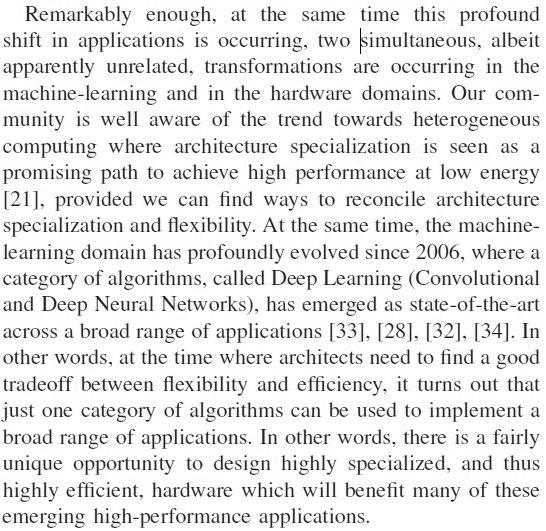 Remarkably enough, at the same time this profound
shift in applications is occurring, two simultaneous, albeit
apparently unrelated, transformations are occurring in the
machine-learning and in the hardware domains. Our com-
munity is well aware of the trend towards heterogeneous
computing where architecture specialization is seen as a
promising path to achieve high performance at low energy
[21], provided we can find ways to reconcile architecture
specialization and flexibility. At the same time, the machine-
learning domain has profoundly evolved since 2006, where a
category of algorithms, called Deep Learning (Convolutional
and Deep Neural Networks), has emerged as state-of-the-art
across a broad range of applications [33], [28], [32], [34]. In
other words, at the time where architects need to find a good
tradeoff between flexibility and efficiency, it turns out that
just one category of algorithms can be used to implement a
broad range of applications. In other words, there is a fairly
unique opportunity to design highly specialized, and thus
highly efficient, hardware which will benefit many of these
emerging high-performance applications.